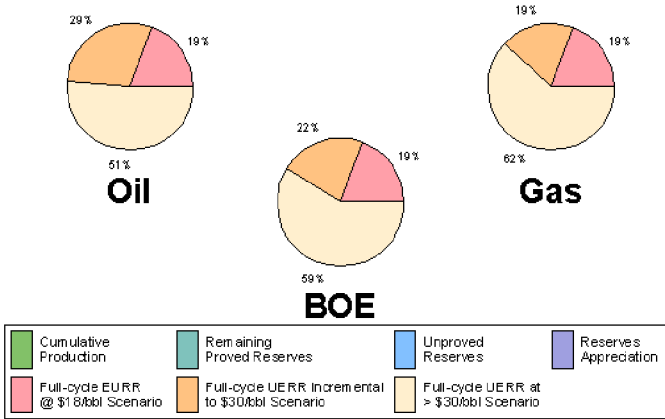 29%
19%
51%
Oil
19%
19%
62%
Gas
22%
19%
59%
BOE
Cumulative
Production
Remaining
Proved Reserves
Unproved
Reserves
Reserves
Appreciation
Full-cycle EURR
@ $18/bbl Scenario
Full-cycle UERR Incremental
to $30/bbl Scenario
Full-cycle UERR at
> $30/bbl Scenario